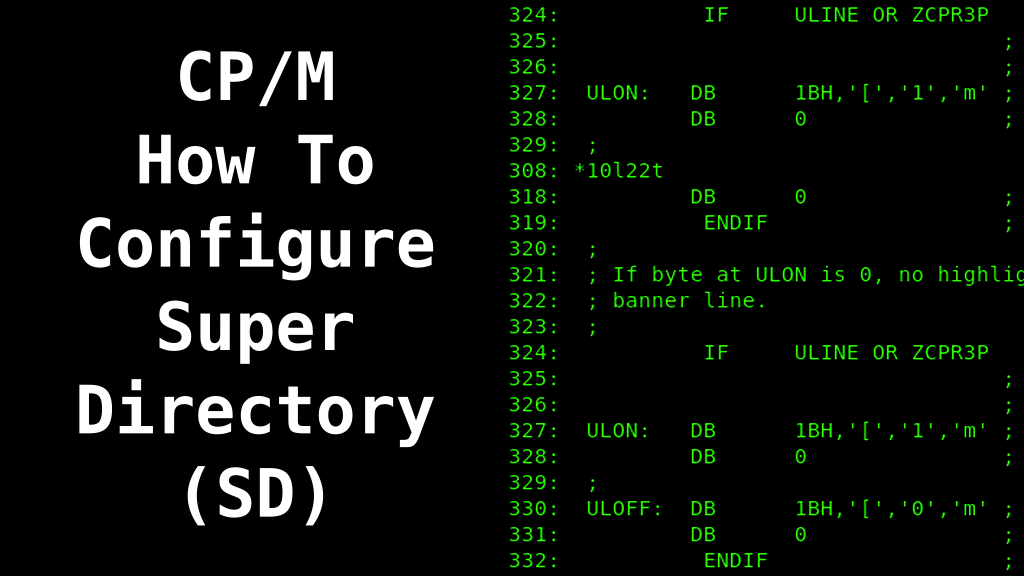 CP/M
How To
Configure
Super
Directory
(SD)
324:           IF     ULINE OR ZCPR3P
325:                                  ;
326:                                  ;
327:  ULON:   DB      1BH,'[','1','m' ;
328:          DB      0               ;
329:  ;
308: *10l22t
318:          DB      0               ;
319:           ENDIF                  ;
320:  ;
321:  ; If byte at ULON is 0, no highlig
322:  ; banner line.
323:  ;
324:           IF     ULINE OR ZCPR3P
325:                                  ;
326:                                  ;
327:  ULON:   DB      1BH,'[','1','m' ;
328:          DB      0               ;
329:  ;
330:  ULOFF:  DB      1BH,'[','0','m' ;
331:          DB      0               ;
332:           ENDIF                  ;